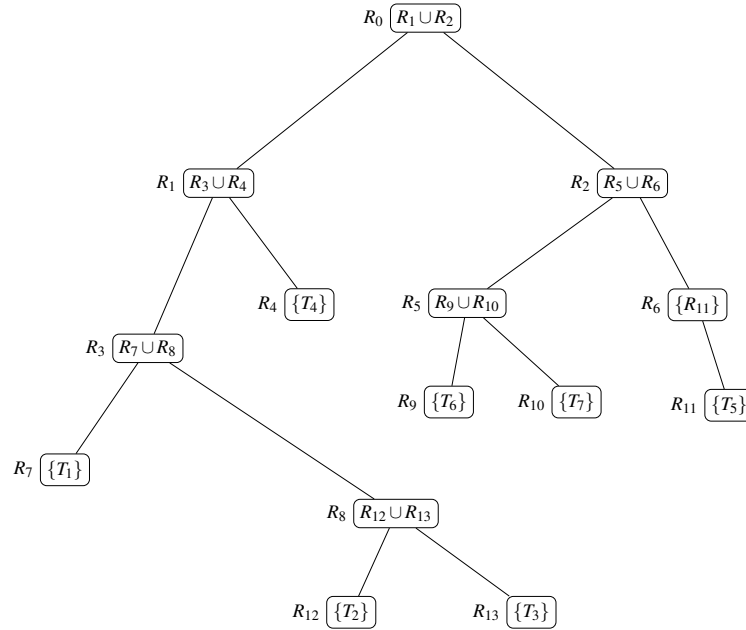 R₀ R₁ ∪ R₂
R₁ R₃ ∪ R₄
R₂ R₅ ∪ R₆
R₄ {T₄}
R₅ R₉ ∪ R₁₀
R₆ {R₁₁}
R₃ R₇ ∪ R₈
R₉ {T₆}
R₁₀ {T₇}
R₁₁ {T₅}
R₇ {T₁}
R₈ R₁₂ ∪ R₁₃
R₁₂ {T₂}
R₁₃ {T₃}